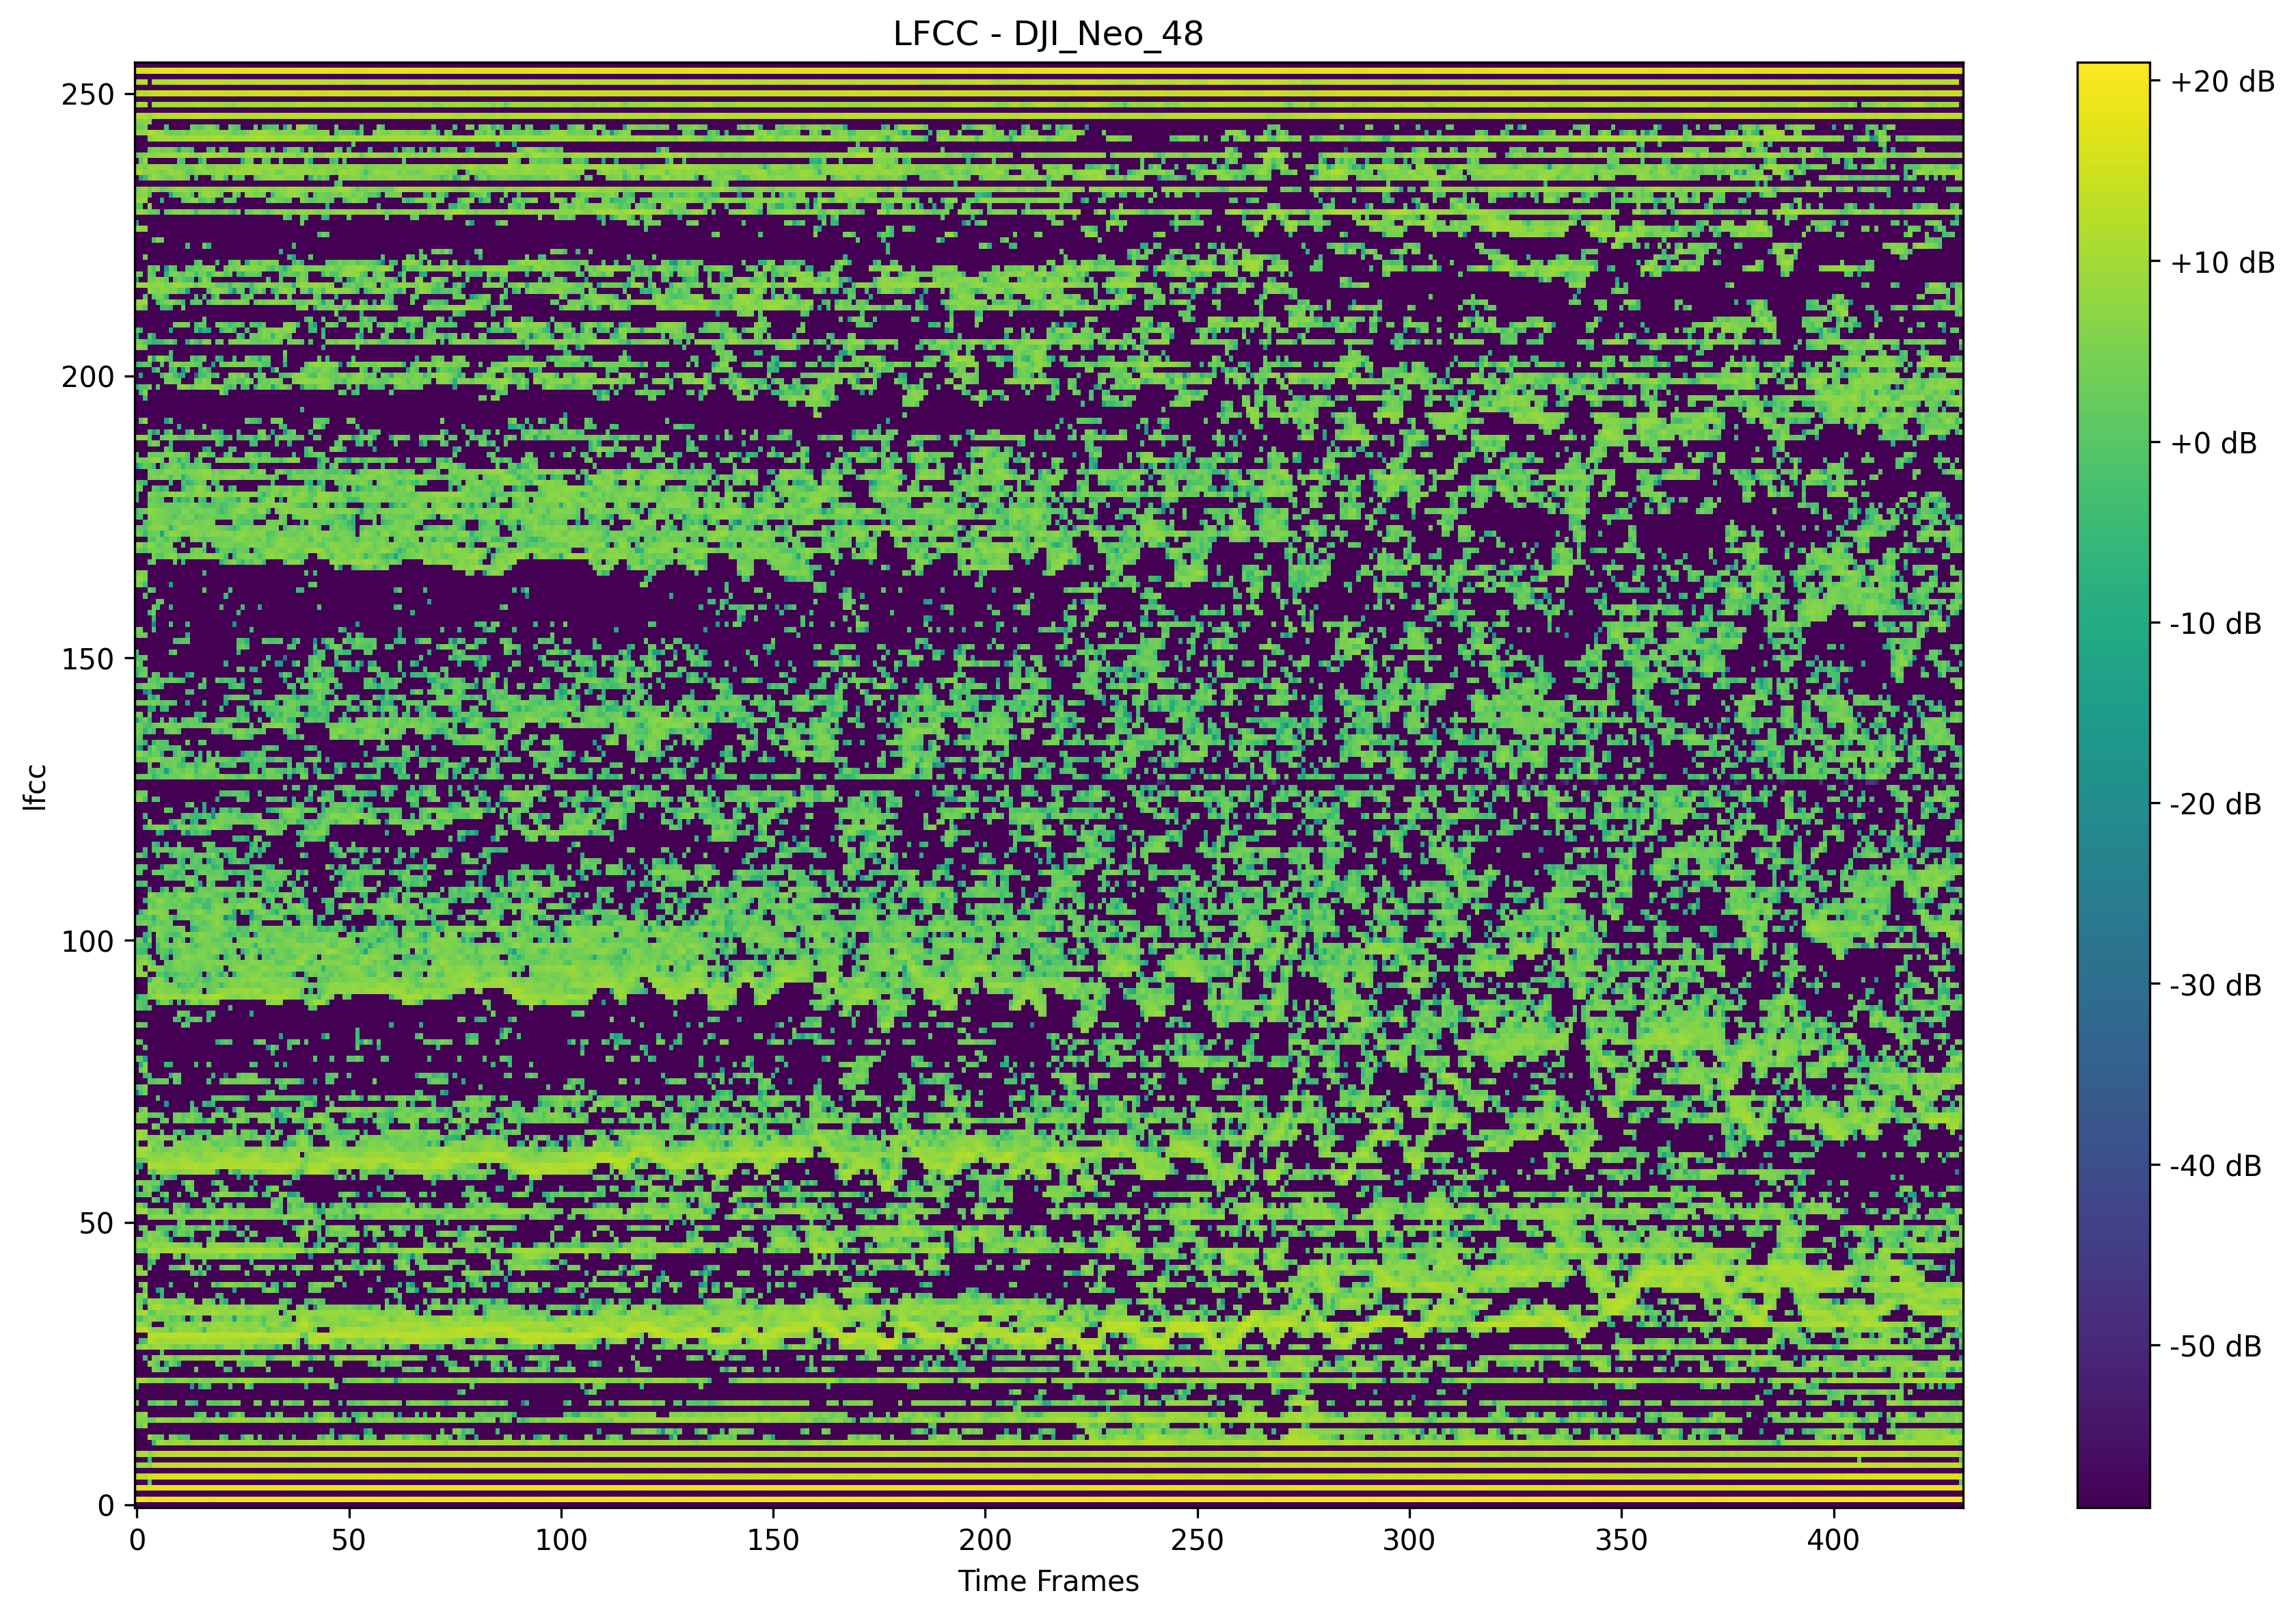 LFCC - DJI_Neo_48
250
200
150
100
50
0
lfcc
0 50 100 150 200 250 300 350 400
Time Frames
+20 dB
+10 dB
+0 dB
-10 dB
-20 dB
-30 dB
-40 dB
-50 dB